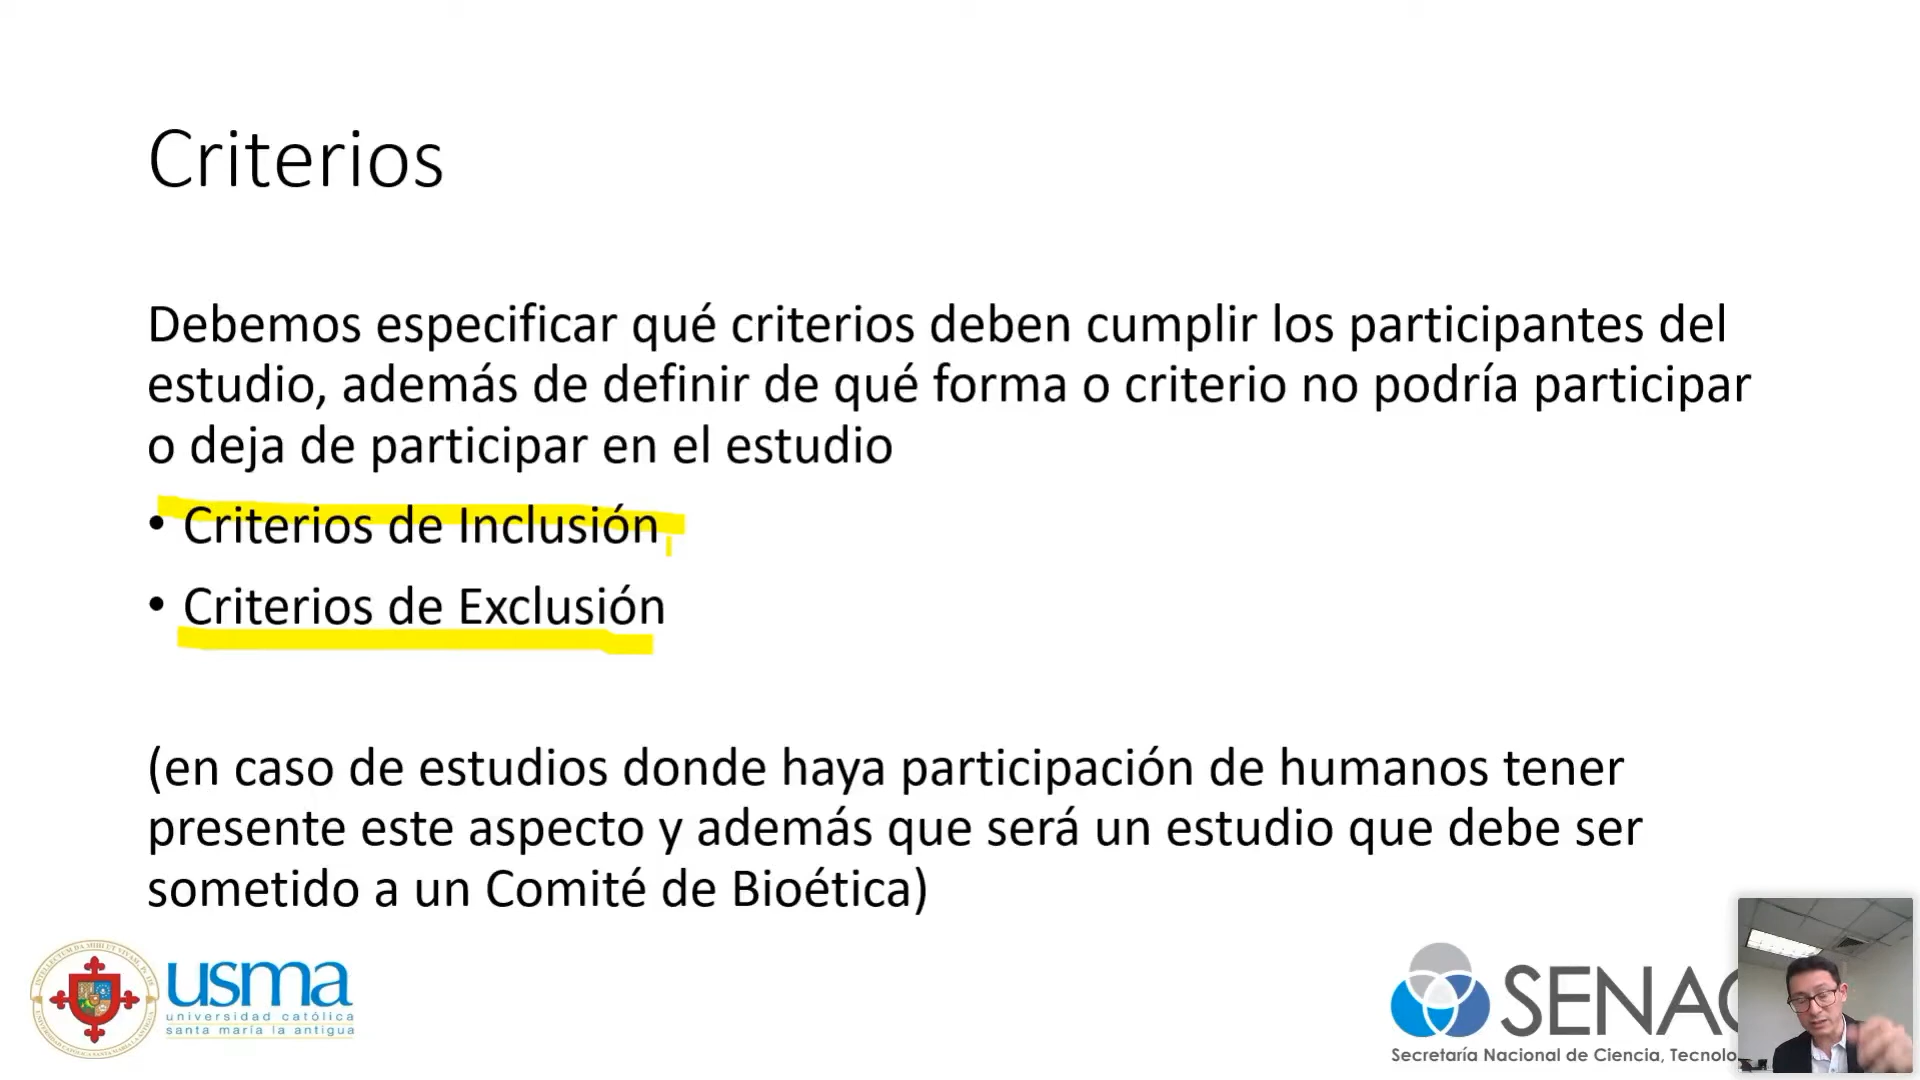 Criterios
Debemos especificar qué criterios deben cumplir los participantes del
estudio, además de definir de qué forma o criterio no podría participar
o deja de participar en el estudio
• Criterios de Inclusión
• Criterios de Exclusión
(en caso de estudios donde haya participación de humanos tener
presente este aspecto y además que será un estudio que debe ser
sometido a un Comité de Bioética)
usma
universidad católica
santa maría la antigua
SENAC
Secretaría Nacional de Ciencia, Tecnolo